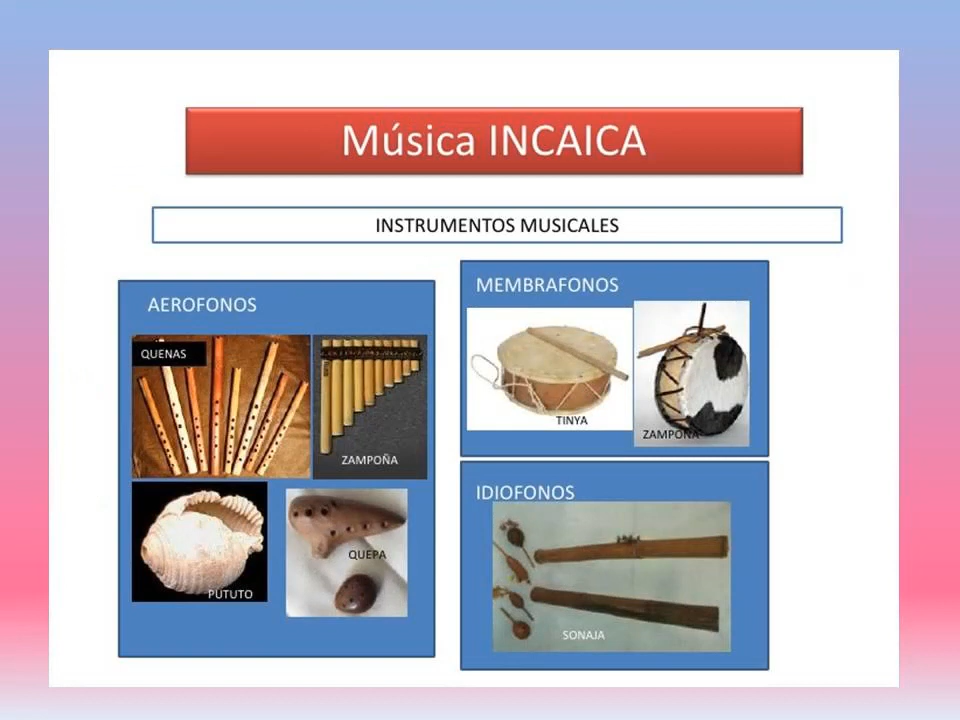 Música INCAICA
INSTRUMENTOS MUSICALES
AEROFONOS
QUENAS
ZAMPOÑA
PUTUTO
QUEPA
MEMBRAFONOS
TINYA
ZAMPOÑA
IDIOFONOS
SONAJA